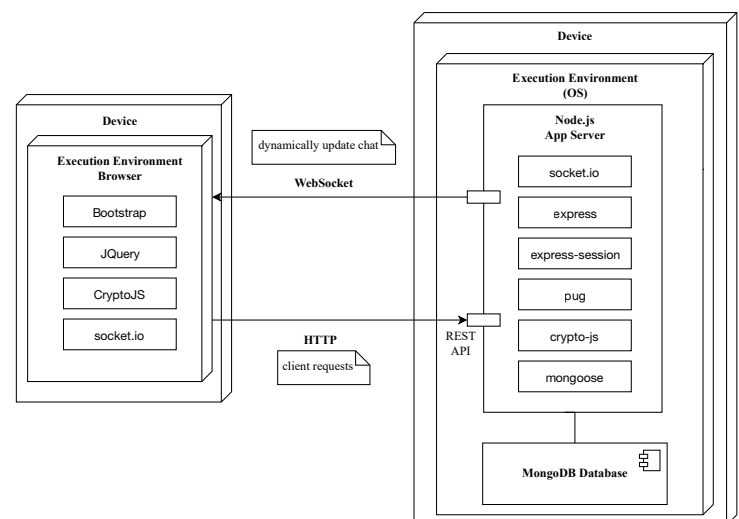 Device
Execution Environment
Browser
Bootstrap
JQuery
CryptoJS
socket.io
dynamically update chat
WebSocket
HTTP
client requests
REST
API
Device
Execution Environment
(OS)
Node.js
App Server
socket.io
express
express-session
pug
crypto-js
mongoose
MongoDB Database